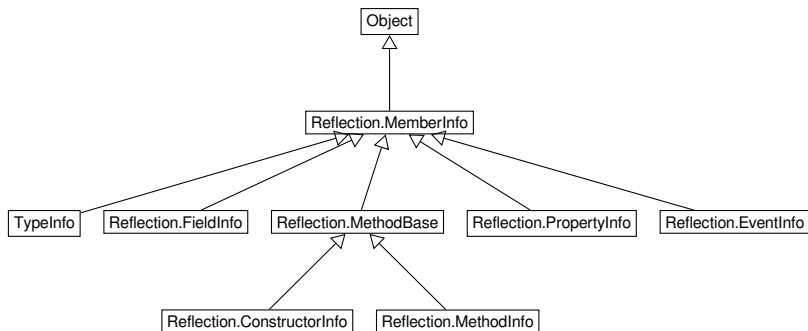 Object
Reflection.MemberInfo
TypeInfo
Reflection.FieldInfo
Reflection.MethodBase
Reflection.PropertyInfo
Reflection.EventInfo
Reflection.ConstructorInfo
Reflection.MethodInfo